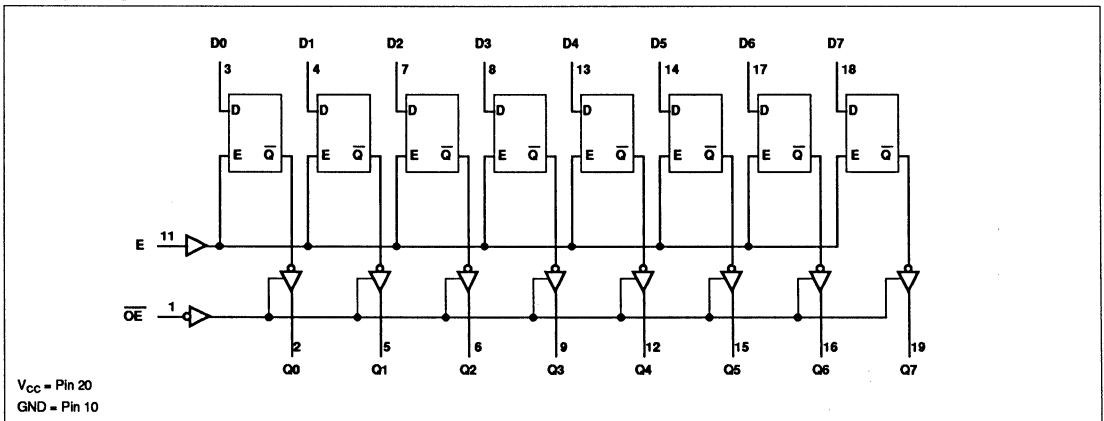 D0 D1 D2 D3 D4 D5 D6 D7
3 4 7 8 13 14 17 18
D D D D D D D D
E Q̅ E Q̅ E Q̅ E Q̅ E Q̅ E Q̅ E Q̅ E Q̅
E 11
O̅E̅ 1
2 5 6 9 12 15 16 19
Q0 Q1 Q2 Q3 Q4 Q5 Q6 Q7
VCC = Pin 20
GND = Pin 10